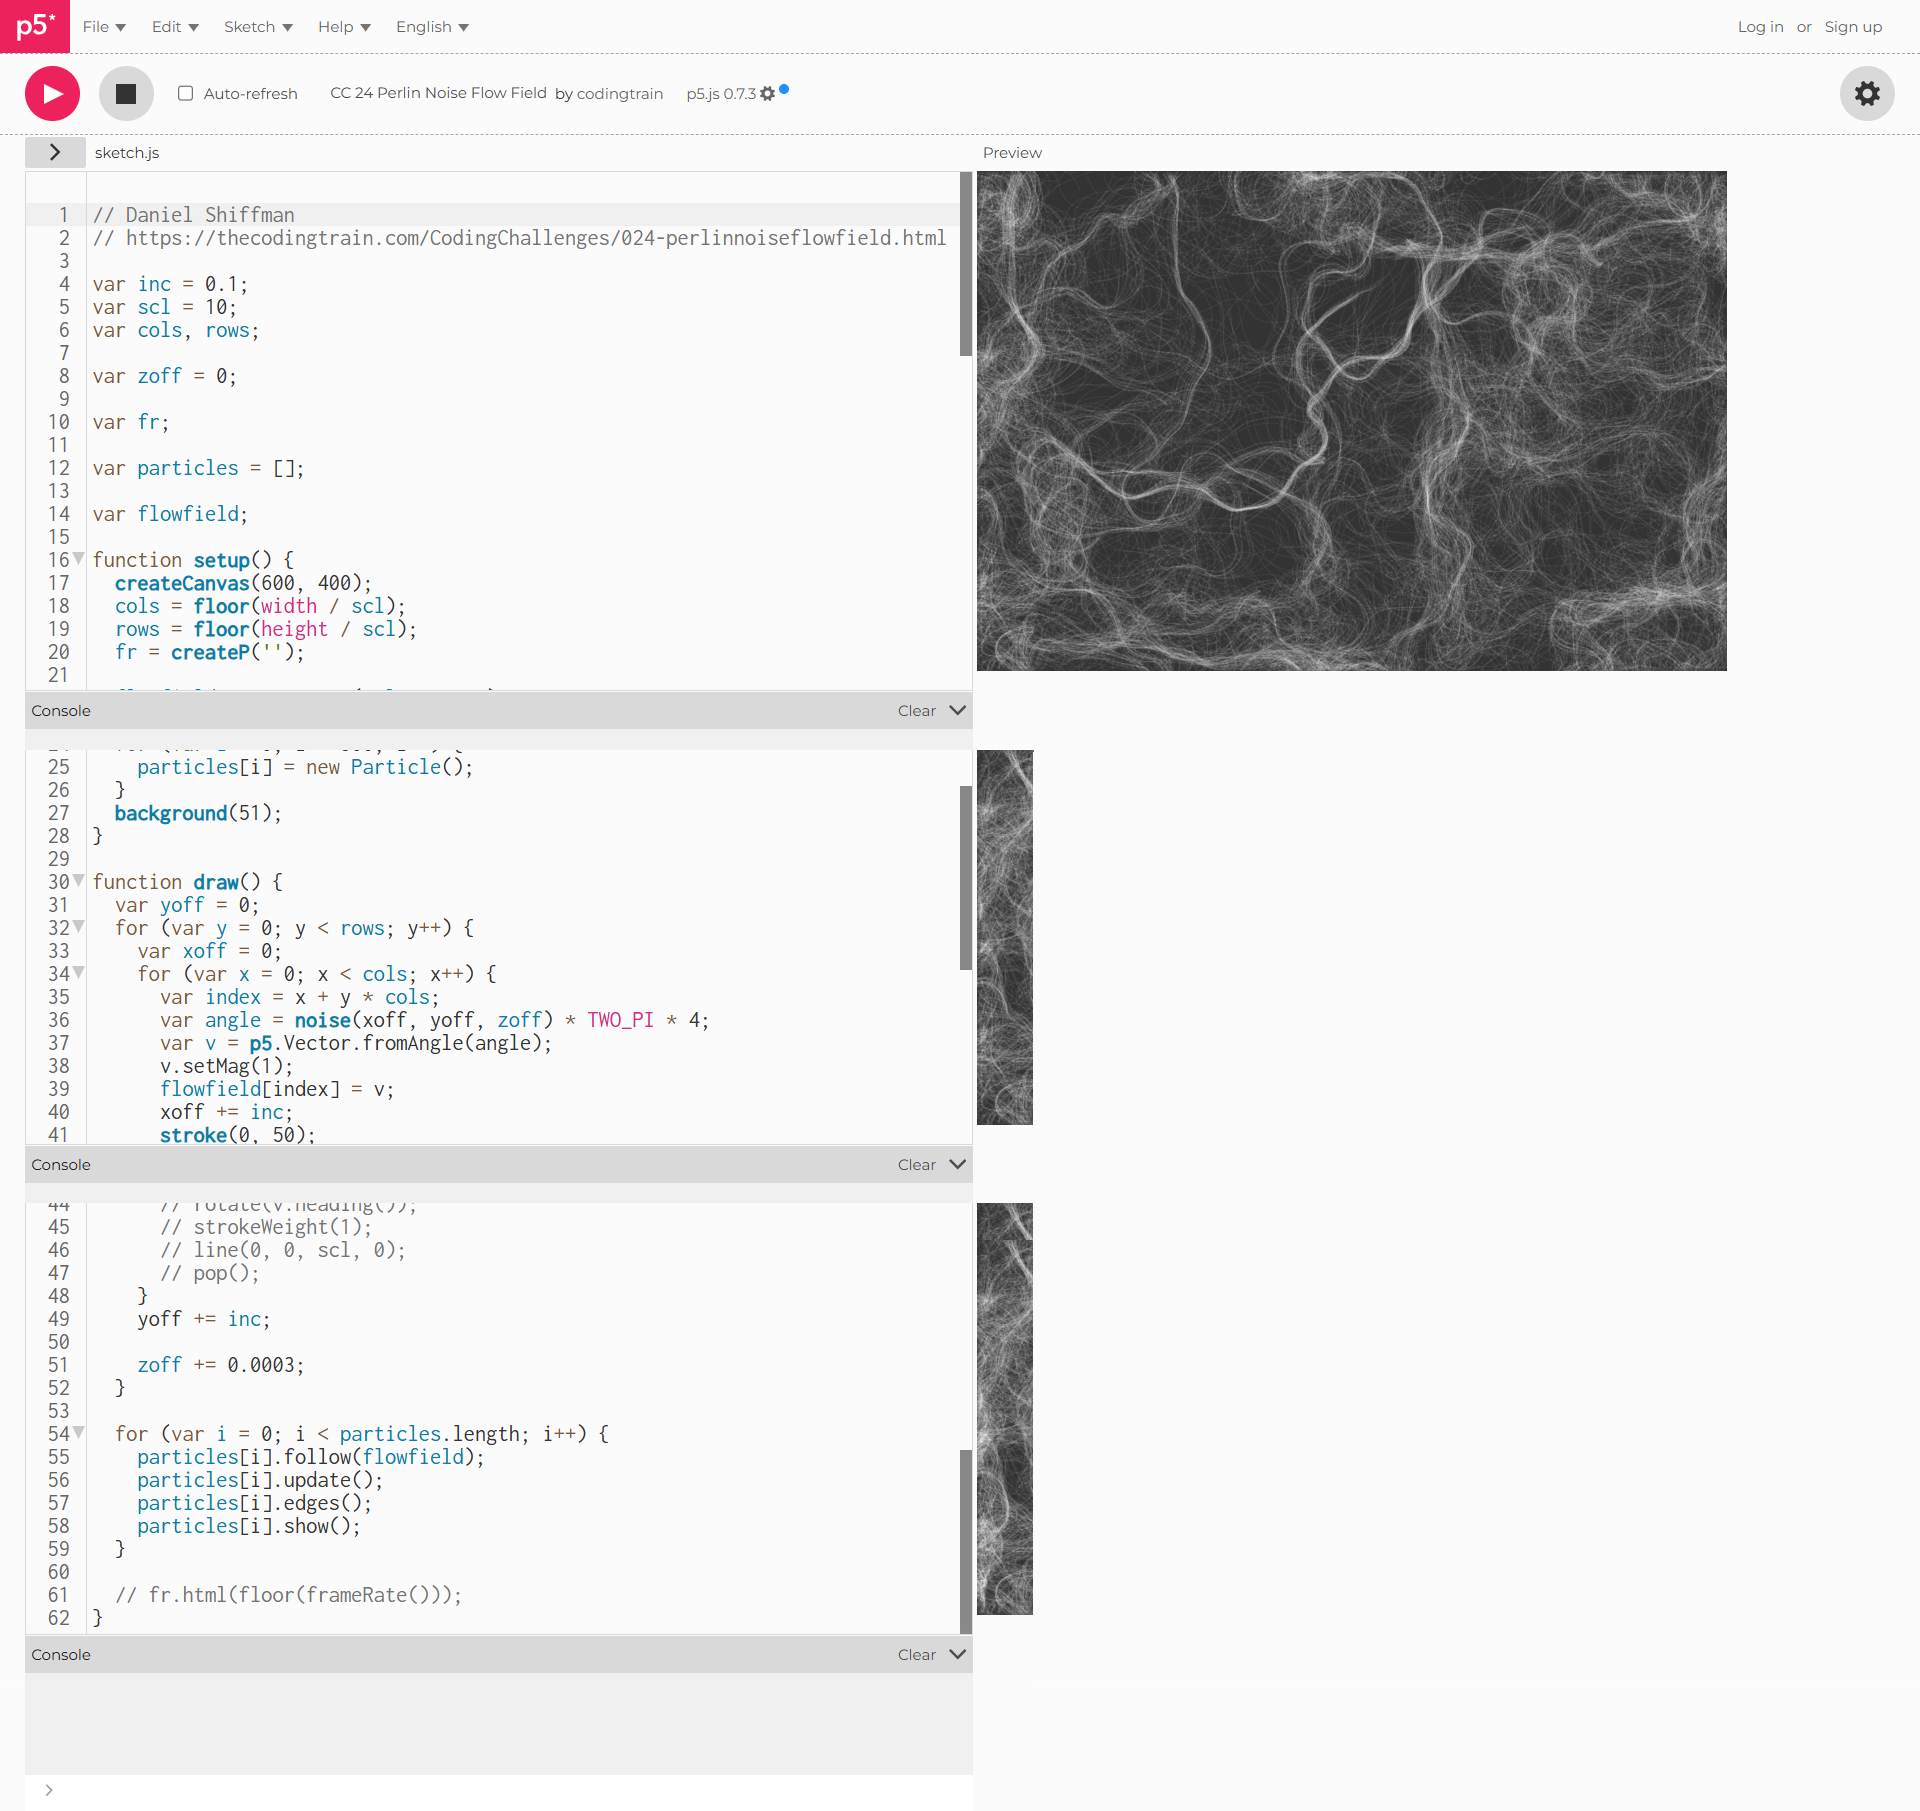 p5*
File Edit Sketch Help English Log in or Sign up
Auto-refresh CC 24 Perlin Noise Flow Field by codingtrain p5.js 0.7.3
sketch.js
Preview
1 // Daniel Shiffman
2 // https://thecodingtrain.com/CodingChallenges/024-perlinnoiseflowfield.html
3
4 var inc = 0.1;
5 var scl = 10;
6 var cols, rows;
7
8 var zoff = 0;
9
10 var fr;
11
12 var particles = [];
13
14 var flowfield;
15
16 function setup() {
17 createCanvas(600, 400);
18 cols = floor(width / scl);
19 rows = floor(height / scl);
20 fr = createP('');
21
Console Clear
25 particles[i] = new Particle();
26 }
27 background(51);
28 }
29
30 function draw() {
31 var yoff = 0;
32 for (var y = 0; y < rows; y++) {
33 var xoff = 0;
34 for (var x = 0; x < cols; x++) {
35 var index = x + y * cols;
36 var angle = noise(xoff, yoff, zoff) * TWO_PI * 4;
37 var v = p5.Vector.fromAngle(angle);
38 v.setMag(1);
39 flowfield[index] = v;
40 xoff += inc;
41 stroke(0, 50);
Console Clear
44 // rotate(v.heading());
45 // strokeWeight(1);
46 // line(0, 0, scl, 0);
47 // pop();
48 }
49 yoff += inc;
50
51 zoff += 0.0003;
52 }
53
54 for (var i = 0; i < particles.length; i++) {
55 particles[i].follow(flowfield);
56 particles[i].update();
57 particles[i].edges();
58 particles[i].show();
59 }
60
61 // fr.html(floor(frameRate()));
62 }
Console Clear
>